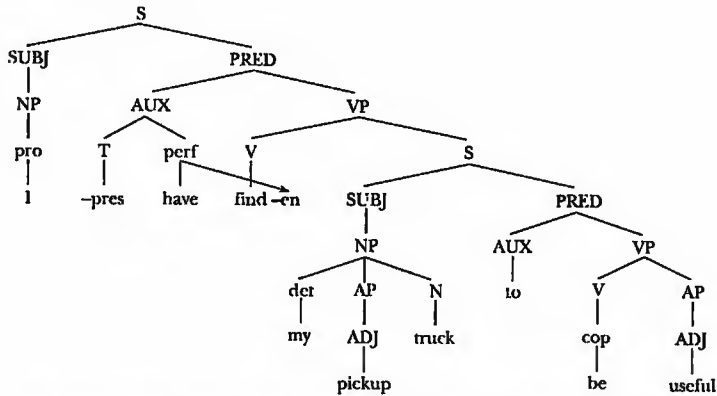 S
SUBJ PRED
NP AUX VP
pro T perf V S
I –pres have find –en SUBJ PRED
NP AUX VP
det AP N to V AP
my ADJ truck cop ADJ
pickup be useful